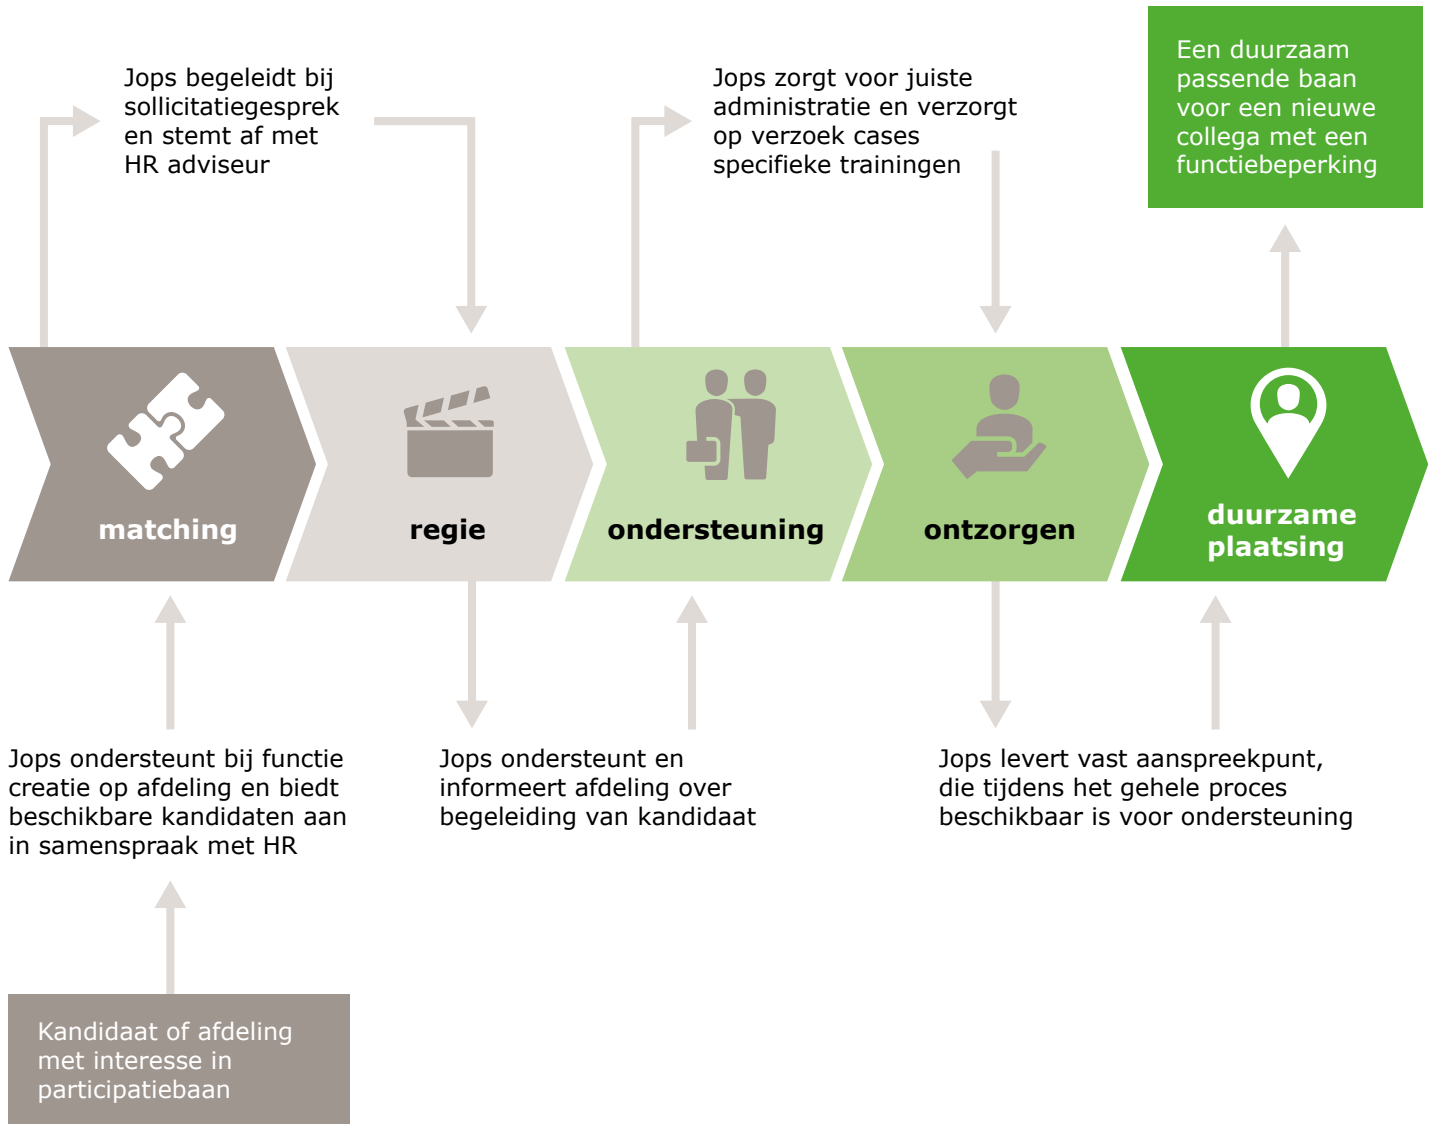 Jops begeleidt bij
sollicitatiegesprek
en stemt af met
HR adviseur
Jops zorgt voor juiste
administratie en verzorgt
op verzoek cases
specifieke trainingen
Een duurzaam
passende baan
voor een nieuwe
collega met een
functiebeperking
matching
regie
ondersteuning
ontzorgen
duurzame
plaatsing
Jops ondersteunt bij functie
creatie op afdeling en biedt
beschikbare kandidaten aan
in samenspraak met HR
Jops ondersteunt en
informeert afdeling over
begeleiding van kandidaat
Jops levert vast aanspreekpunt,
die tijdens het gehele proces
beschikbaar is voor ondersteuning
Kandidaat of afdeling
met interesse in
participatiebaan